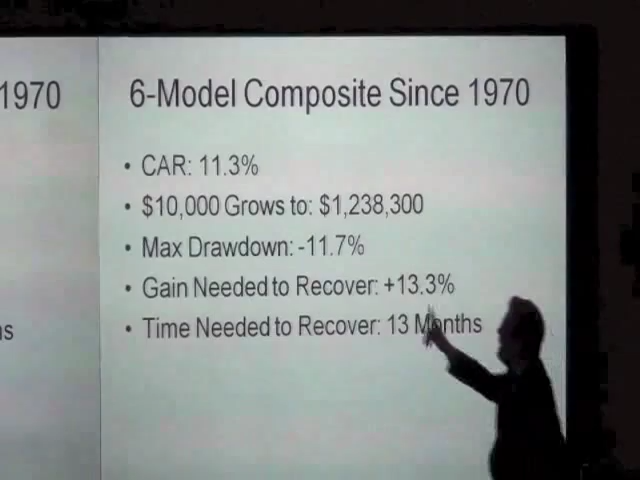 1970
6-Model Composite Since 1970
• CAR: 11.3%
• $10,000 Grows to: $1,238,300
• Max Drawdown: -11.7%
• Gain Needed to Recover: +13.3%
• Time Needed to Recover: 13 Months